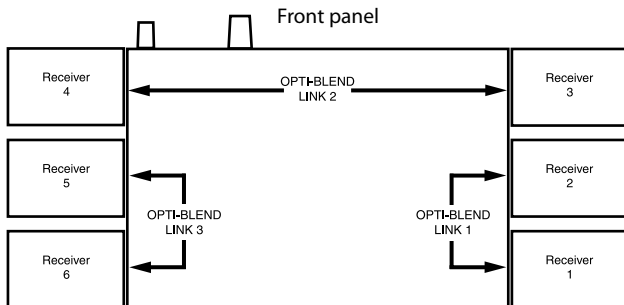 Front panel
Receiver
4
OPTI-BLEND
LINK 2
Receiver
3
Receiver
5
Receiver
2
OPTI-BLEND
LINK 3
OPTI-BLEND
LINK 1
Receiver
6
Receiver
1